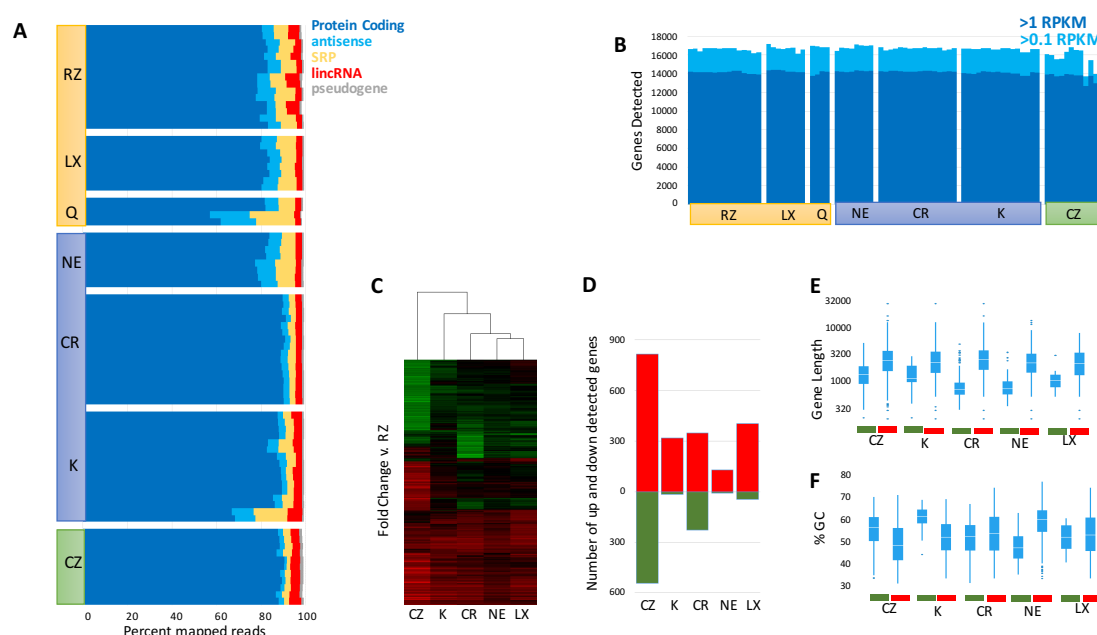 A
Protein Coding
antisense
SRP
lincRNA
pseudogene
RZ
LX
Q
NE
CR
K
CZ
0 20 40 60 80 100
Percent mapped reads
B
>1 RPKM
>0.1 RPKM
18000
16000
14000
12000
10000
8000
6000
4000
2000
0
Genes Detected
RZ LX Q NE CR K CZ
C
Fold Change v. RZ
CZ K CR NE LX
D
Number of up and down detected genes
900
600
300
0
300
600
CZ K CR NE LX
E
Gene Length
32000
10000
3200
1000
320
CZ K CR NE LX
F
% GC
80
70
60
50
40
30
CZ K CR NE LX